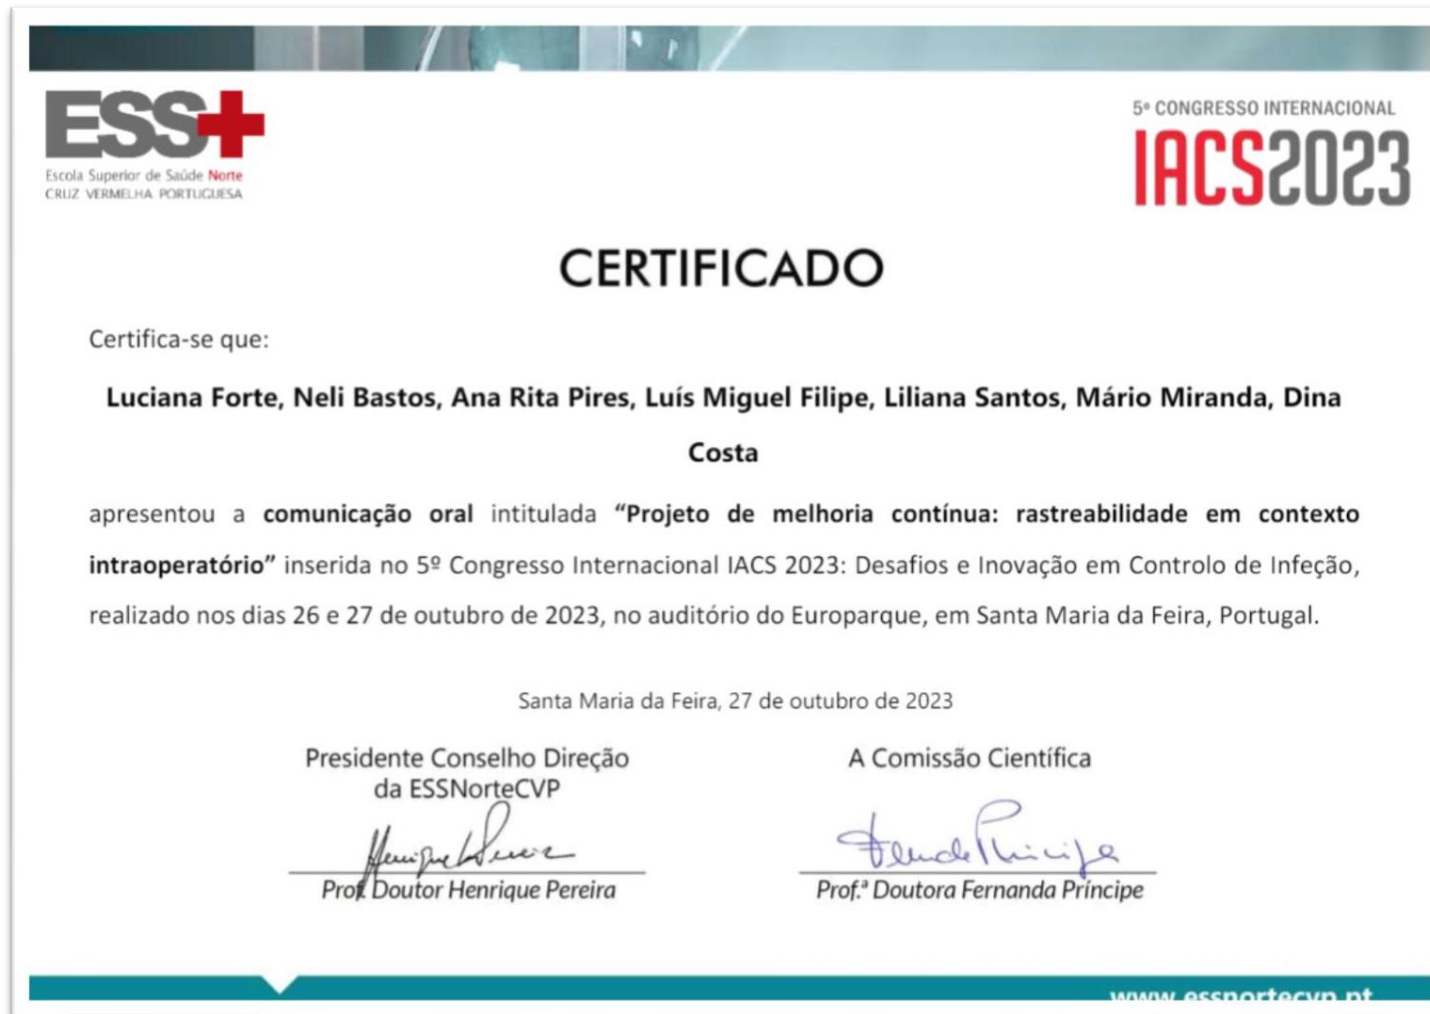 ESS+
Escola Superior de Saúde Norte
CRUZ VERMELHA PORTUGUESA
5º CONGRESSO INTERNACIONAL
IACS2023
CERTIFICADO
Certifica-se que:
Luciana Forte, Neli Bastos, Ana Rita Pires, Luís Miguel Filipe, Liliana Santos, Mário Miranda, Dina
Costa
apresentou a comunicação oral intitulada “Projeto de melhoria contínua: rastreabilidade em contexto
intraoperatório” inserida no 5º Congresso Internacional IACS 2023: Desafios e Inovação em Controlo de Infeção,
realizado nos dias 26 e 27 de outubro de 2023, no auditório do Europarque, em Santa Maria da Feira, Portugal.
Santa Maria da Feira, 27 de outubro de 2023
Presidente Conselho Direção
da ESSNorteCVP
Prof. Doutor Henrique Pereira
A Comissão Científica
Prof.ª Doutora Fernanda Príncipe
www.essnortecvp.pt